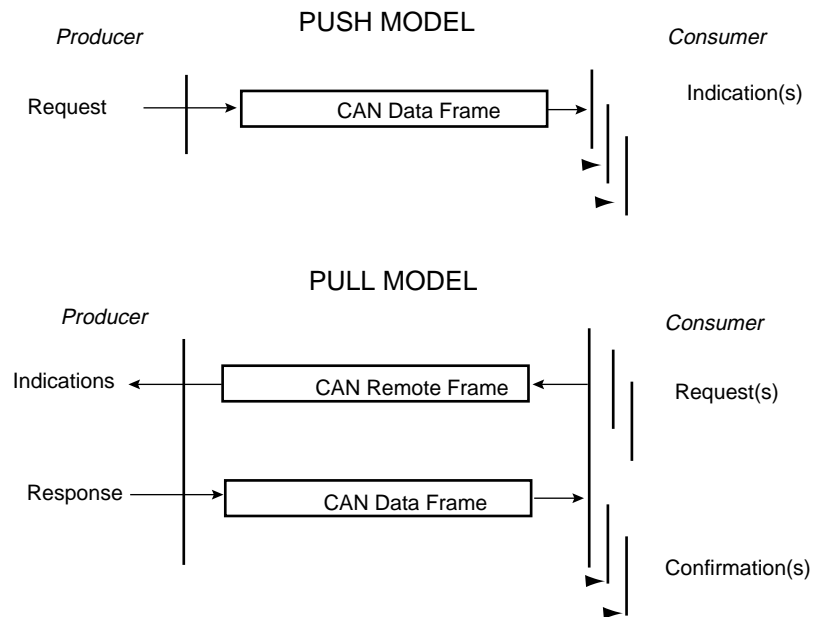 PUSH MODEL
Producer
Consumer
Request
CAN Data Frame
Indication(s)
PULL MODEL
Producer
Consumer
Indications
CAN Remote Frame
Request(s)
Response
CAN Data Frame
Confirmation(s)